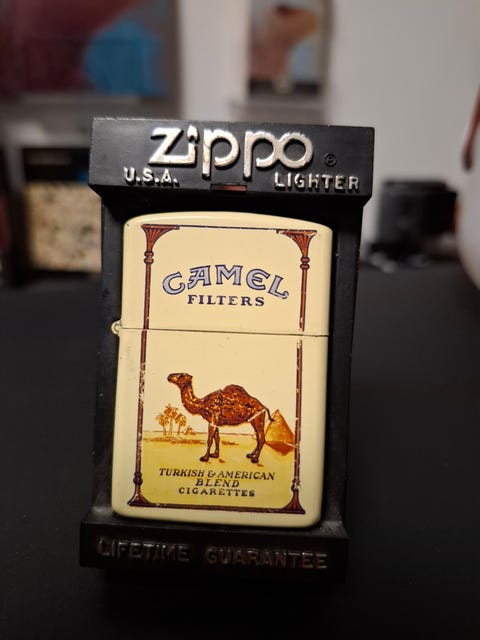 Zippo®
U.S.A. LIGHTER
CAMEL
FILTERS
TURKISH & AMERICAN
BLEND
CIGARETTES
LIFETIME GUARANTEE